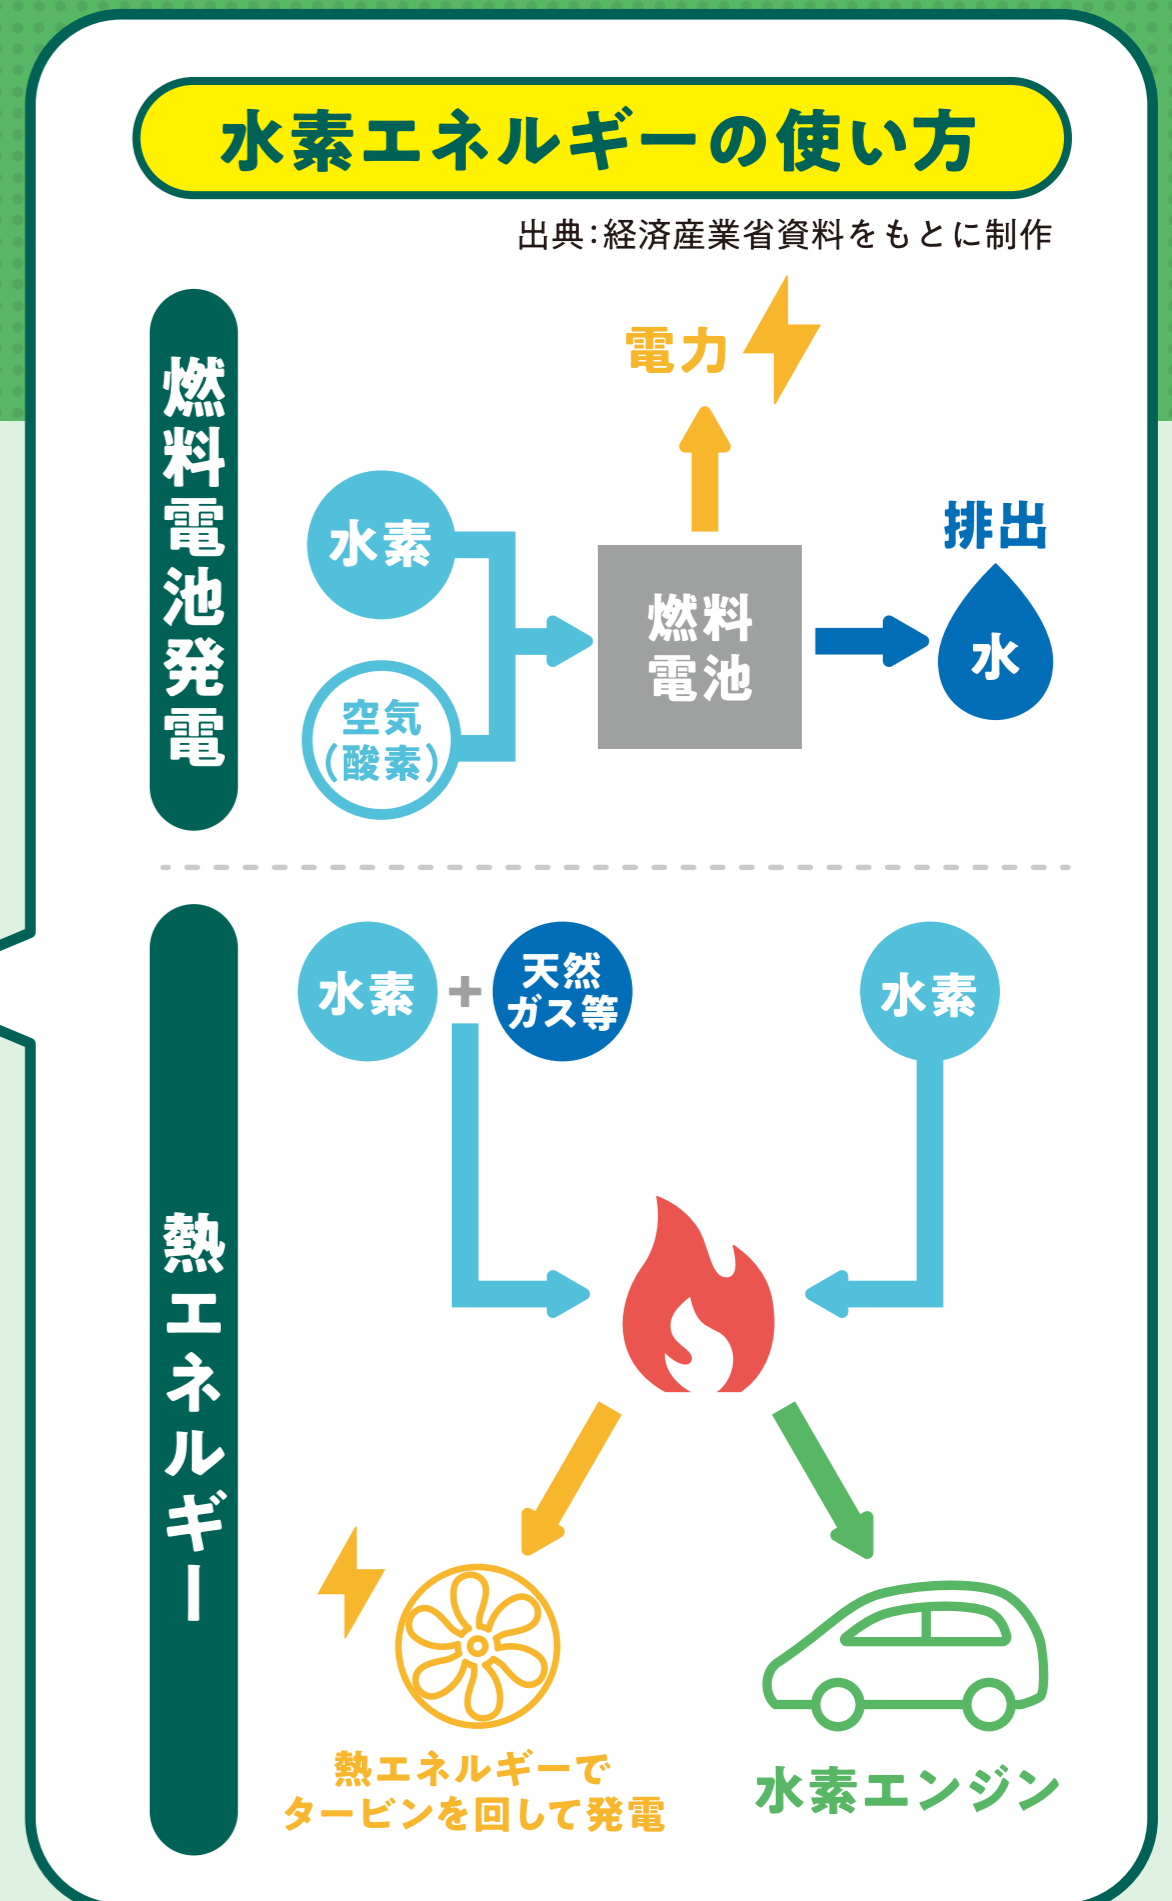 水素エネルギーの使い方
出典：経済産業省資料をもとに制作
燃料電池発電
電力
水素
空気
（酸素）
燃料
電池
排出
水
熱エネルギー
水素
+
天然
ガス等
水素
熱エネルギーで
タービンを回して発電
水素エンジン